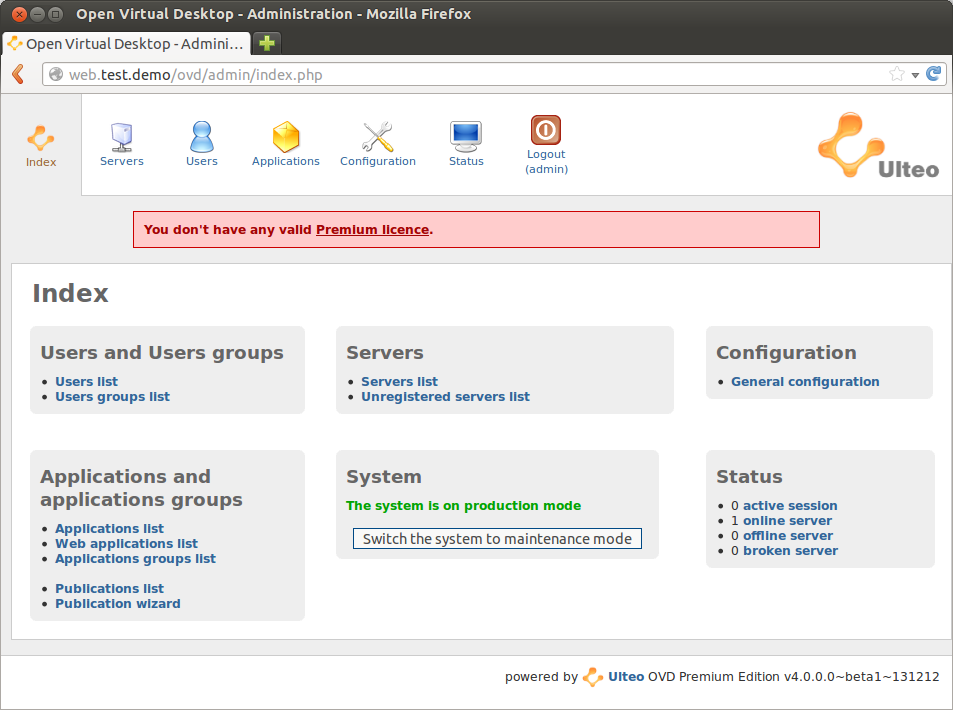 Open Virtual Desktop - Administration - Mozilla Firefox
Open Virtual Desktop - Admini...
web.test.demo/ovd/admin/index.php
Index
Servers
Users
Applications
Configuration
Status
Logout
(admin)
Ulteo
You don't have any valid Premium licence.
Index
Users and Users groups
• Users list
• Users groups list
Servers
• Servers list
• Unregistered servers list
Configuration
• General configuration
Applications and
applications groups
• Applications list
• Web applications list
• Applications groups list
• Publications list
• Publication wizard
System
The system is on production mode
Switch the system to maintenance mode
Status
• 0 active session
• 1 online server
• 0 offline server
• 0 broken server
powered by Ulteo OVD Premium Edition v4.0.0.0~beta1~131212